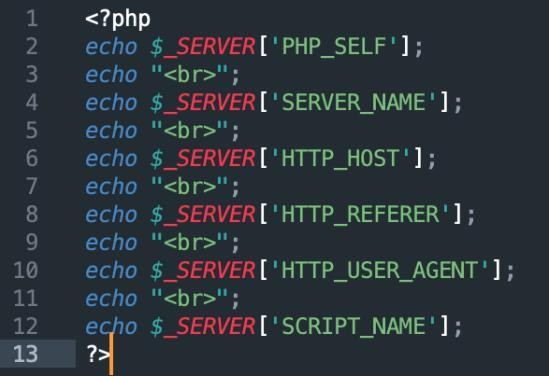 1 <?php
2 echo $_SERVER['PHP_SELF'];
3 echo "<br>";
4 echo $_SERVER['SERVER_NAME'];
5 echo "<br>";
6 echo $_SERVER['HTTP_HOST'];
7 echo "<br>";
8 echo $_SERVER['HTTP_REFERER'];
9 echo "<br>";
10 echo $_SERVER['HTTP_USER_AGENT'];
11 echo "<br>";
12 echo $_SERVER['SCRIPT_NAME'];
13 ?>